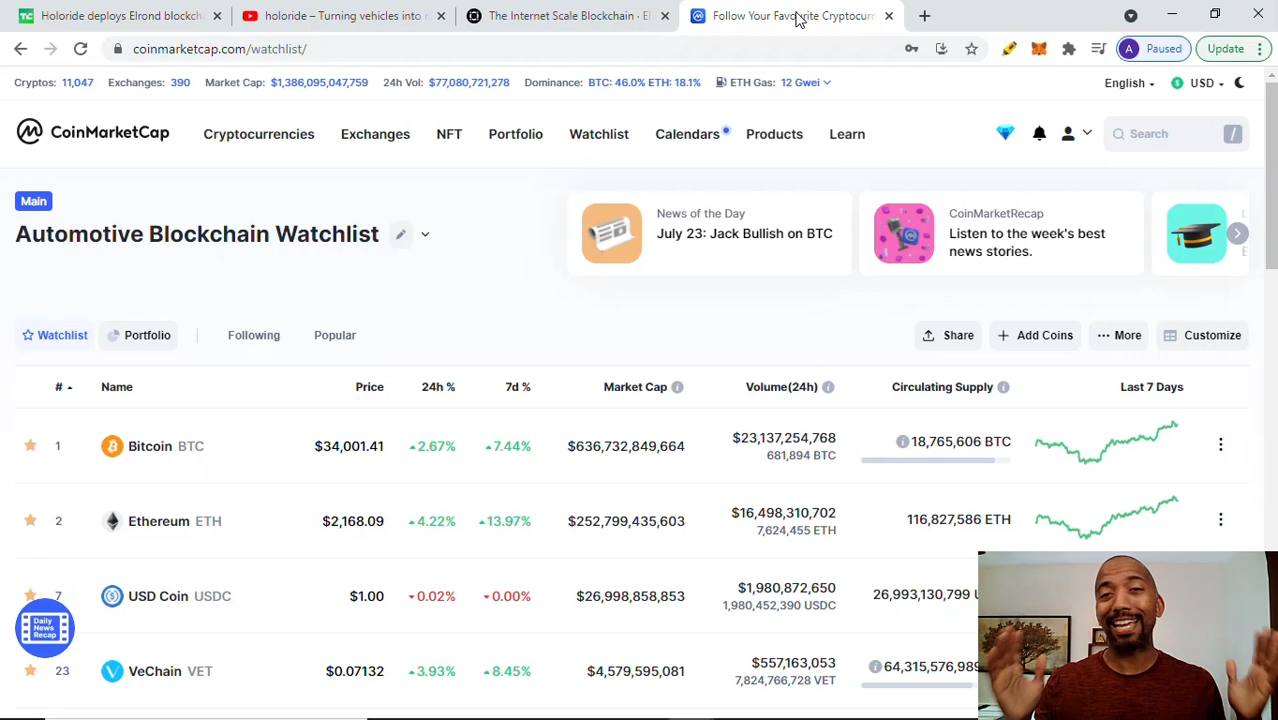 Holoride deploys Elrond blockch
holoride – Turning vehicles into
The Internet Scale Blockchain - El
Follow Your Favorite Cryptocurr
coinmarketcap.com/watchlist/
A Paused
Update
Cryptos: 11,047 Exchanges: 390 Market Cap: $1,386,095,047,759 24h Vol: $77,080,721,278 Dominance: BTC: 46.0% ETH: 18.1% ETH Gas: 12 Gwei
English
USD
CoinMarketCap
Cryptocurrencies Exchanges NFT Portfolio Watchlist Calendars Products Learn
Search /
Main
Automotive Blockchain Watchlist
News of the Day
July 23: Jack Bullish on BTC
CoinMarketRecap
Listen to the week's best
news stories.
Watchlist Portfolio Following Popular
Share Add Coins More Customize
# Name Price 24h % 7d % Market Cap Volume(24h) Circulating Supply Last 7 Days
1 Bitcoin BTC $34,001.41 2.67% 7.44% $636,732,849,664 $23,137,254,768 18,765,606 BTC
681,894 BTC
2 Ethereum ETH $2,168.09 4.22% 13.97% $252,799,435,603 $16,498,310,702 116,827,586 ETH
7,624,455 ETH
7 USD Coin USDC $1.00 0.02% 0.00% $26,998,858,853 $1,980,872,650 26,993,130,799
1,980,452,390 USDC
Daily
News
Recap
23 VeChain VET $0.07132 3.93% 8.45% $4,579,595,081 $557,163,053 64,315,576,989
7,824,766,728 VET